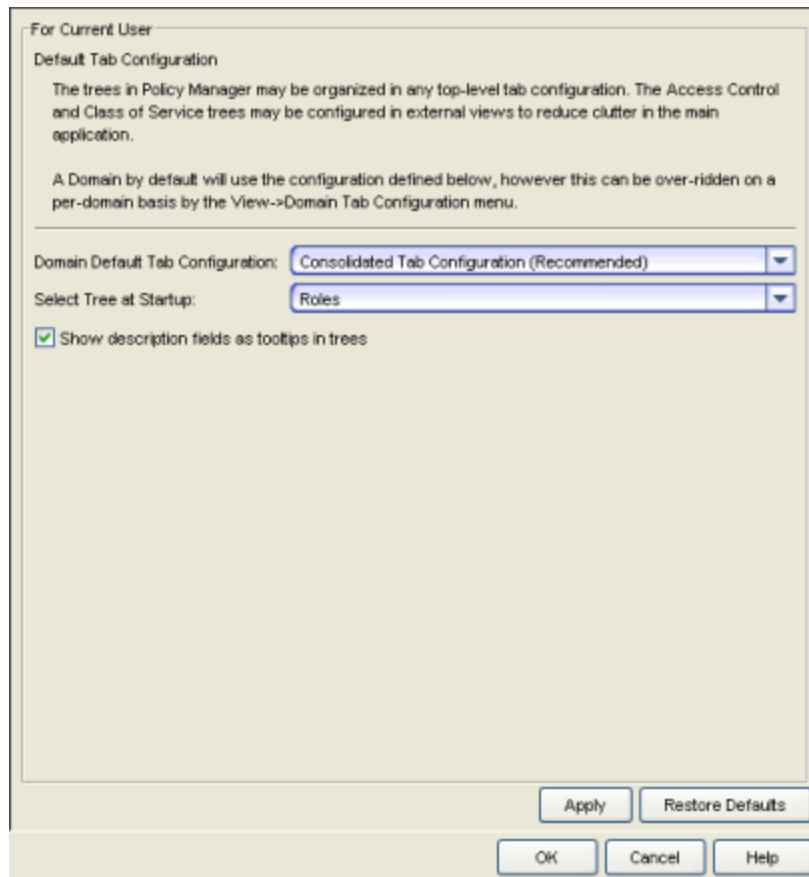 For Current User
Default Tab Configuration
The trees in Policy Manager may be organized in any top-level tab configuration. The Access Control
and Class of Service trees may be configured in external views to reduce clutter in the main
application.
A Domain by default will use the configuration defined below, however this can be over-ridden on a
per-domain basis by the View->Domain Tab Configuration menu.
Domain Default Tab Configuration: Consolidated Tab Configuration (Recommended)
Select Tree at Startup: Roles
Show description fields as tooltips in trees
Apply Restore Defaults
OK Cancel Help